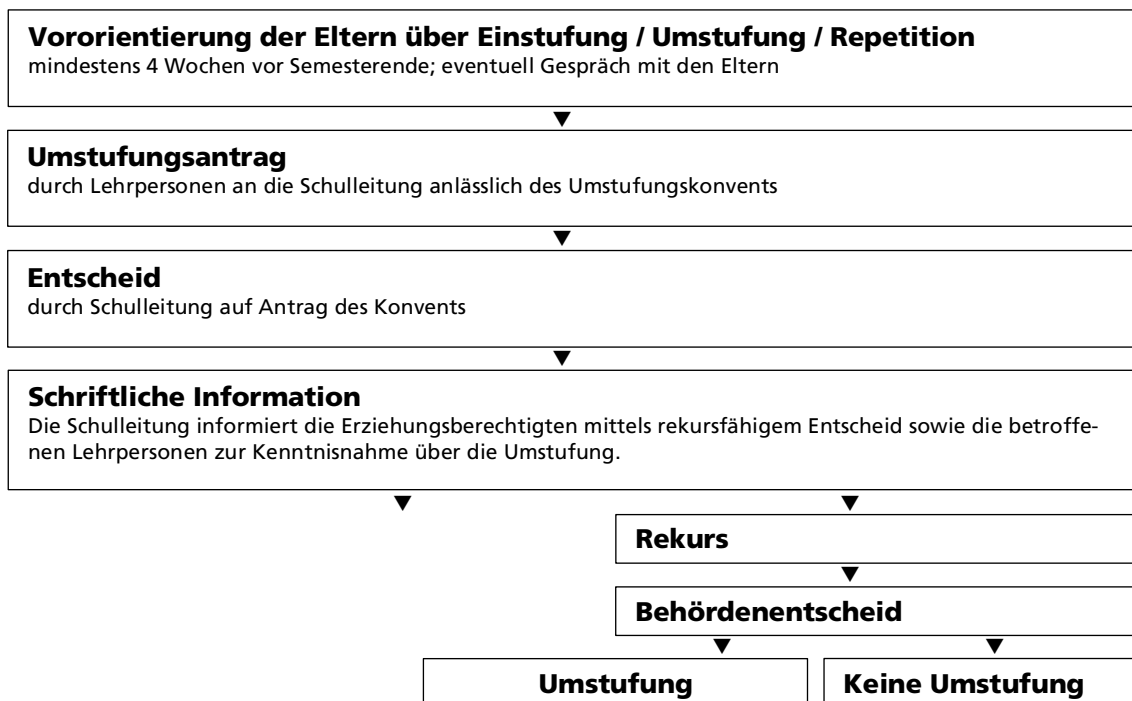 Vororientierung der Eltern über Einstufung / Umstufung / Repetition
mindestens 4 Wochen vor Semesterende; eventuell Gespräch mit den Eltern
Umstufungsantrag
durch Lehrpersonen an die Schulleitung anlässlich des Umstufungskonvents
Entscheid
durch Schulleitung auf Antrag des Konvents
Schriftliche Information
Die Schulleitung informiert die Erziehungsberechtigten mittels rekursfähigem Entscheid sowie die betroffe-
nen Lehrpersonen zur Kenntnisnahme über die Umstufung.
Rekurs
Behördenentscheid
Umstufung
Keine Umstufung